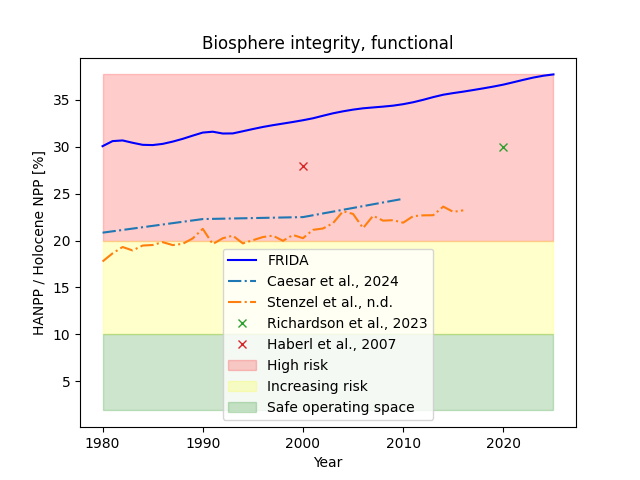 Biosphere integrity, functional
HANPP / Holocene NPP [%]
35
30
25
20
15
10
5
FRIDA
Caesar et al., 2024
Stenzel et al., n.d.
Richardson et al., 2023
Haberl et al., 2007
High risk
Increasing risk
Safe operating space
1980 1990 2000 2010 2020
Year